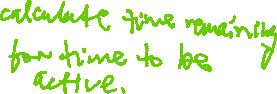 calculate time remaining
for time to be
active.